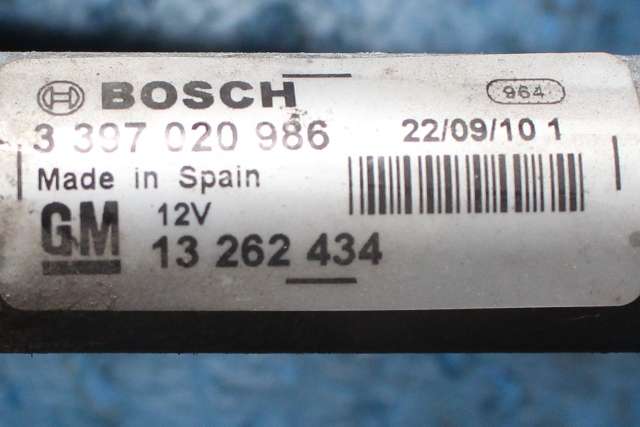 BOSCH 964
3 397 020 986 22/09/10 1
Made in Spain
GM 12V
13 262 434